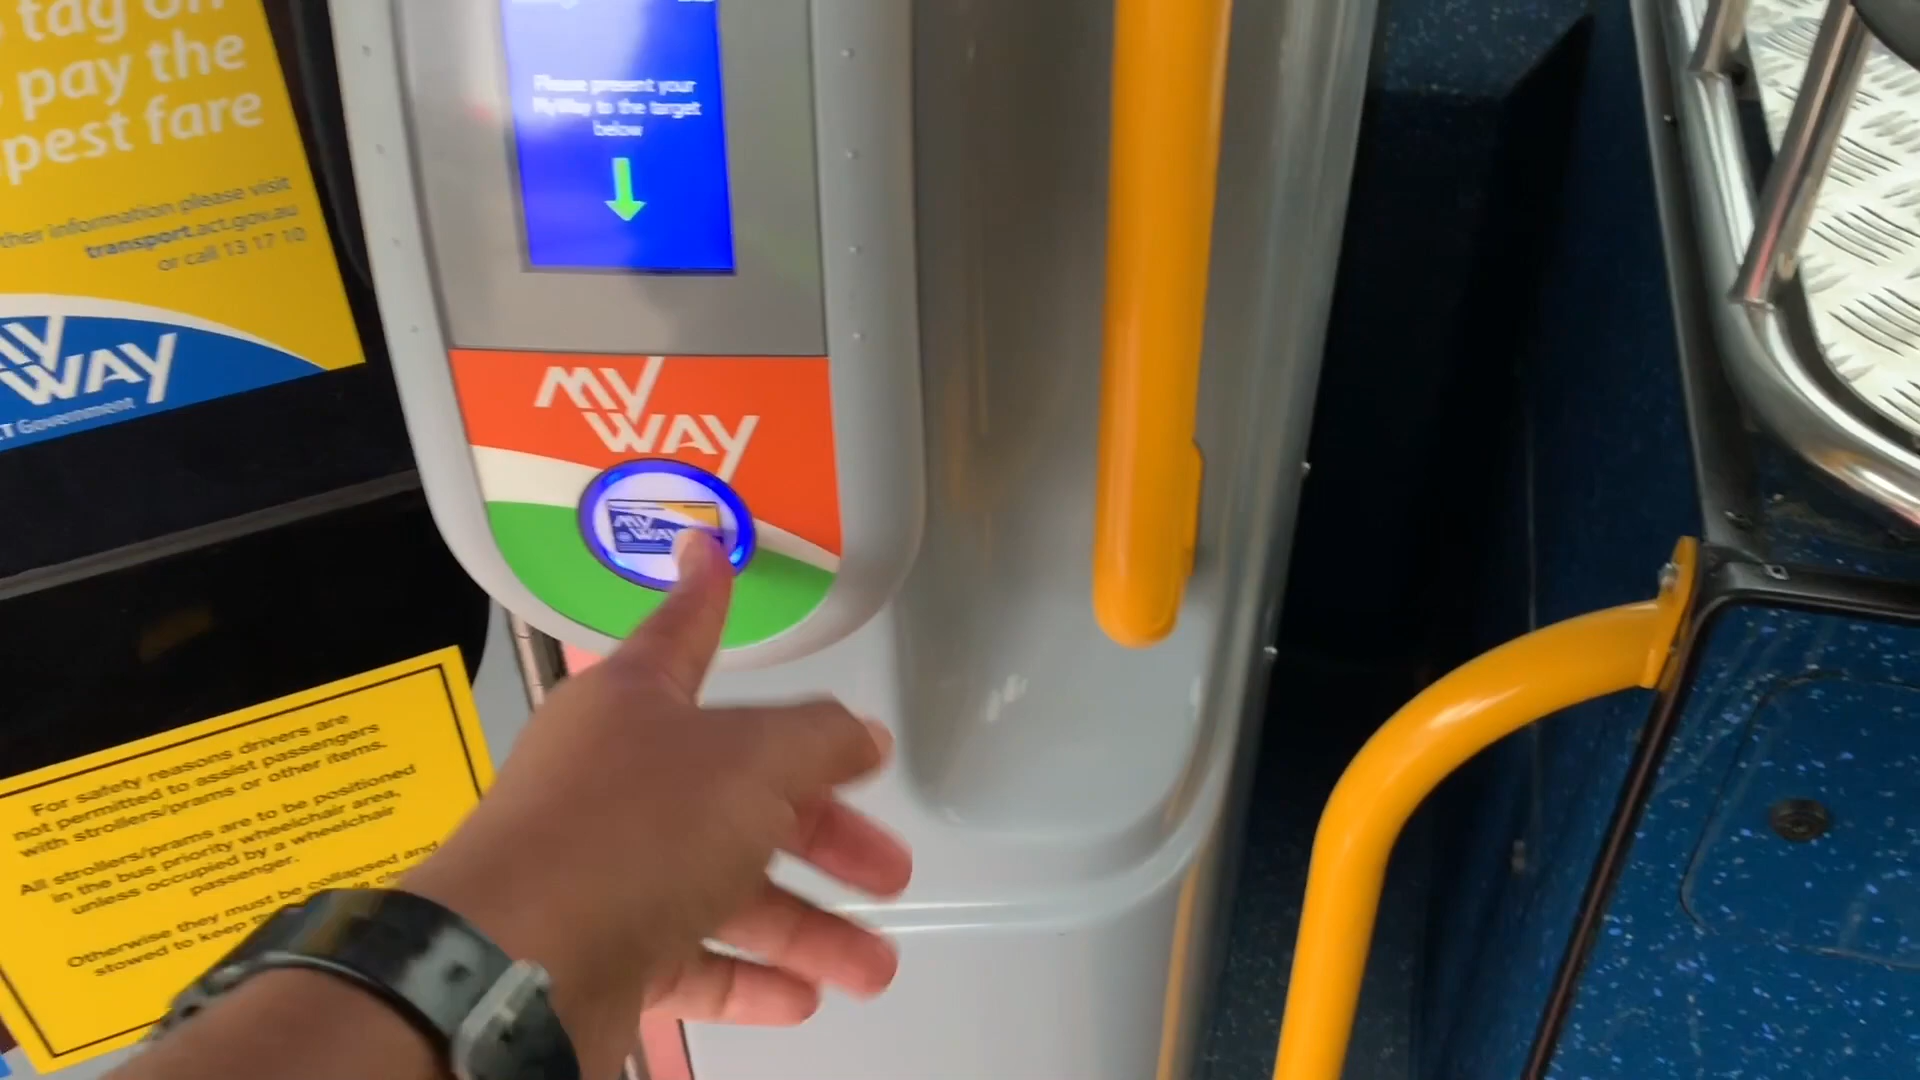 tag on
pay the
pest fare
ther information please visit
transport.act.gov.au
or call 13 17 10
MY
WAY
CT Government
Please present your
MyWay to the target
below
MY
WAY
MY
WAY
For safety reasons drivers are
not permitted to assist passengers
with strollers/prams or other items.
All strollers/prams are to be positioned
in the bus priority wheelchair area,
unless occupied by a wheelchair
passenger.
Otherwise they must be collapsed and
stowed to keep